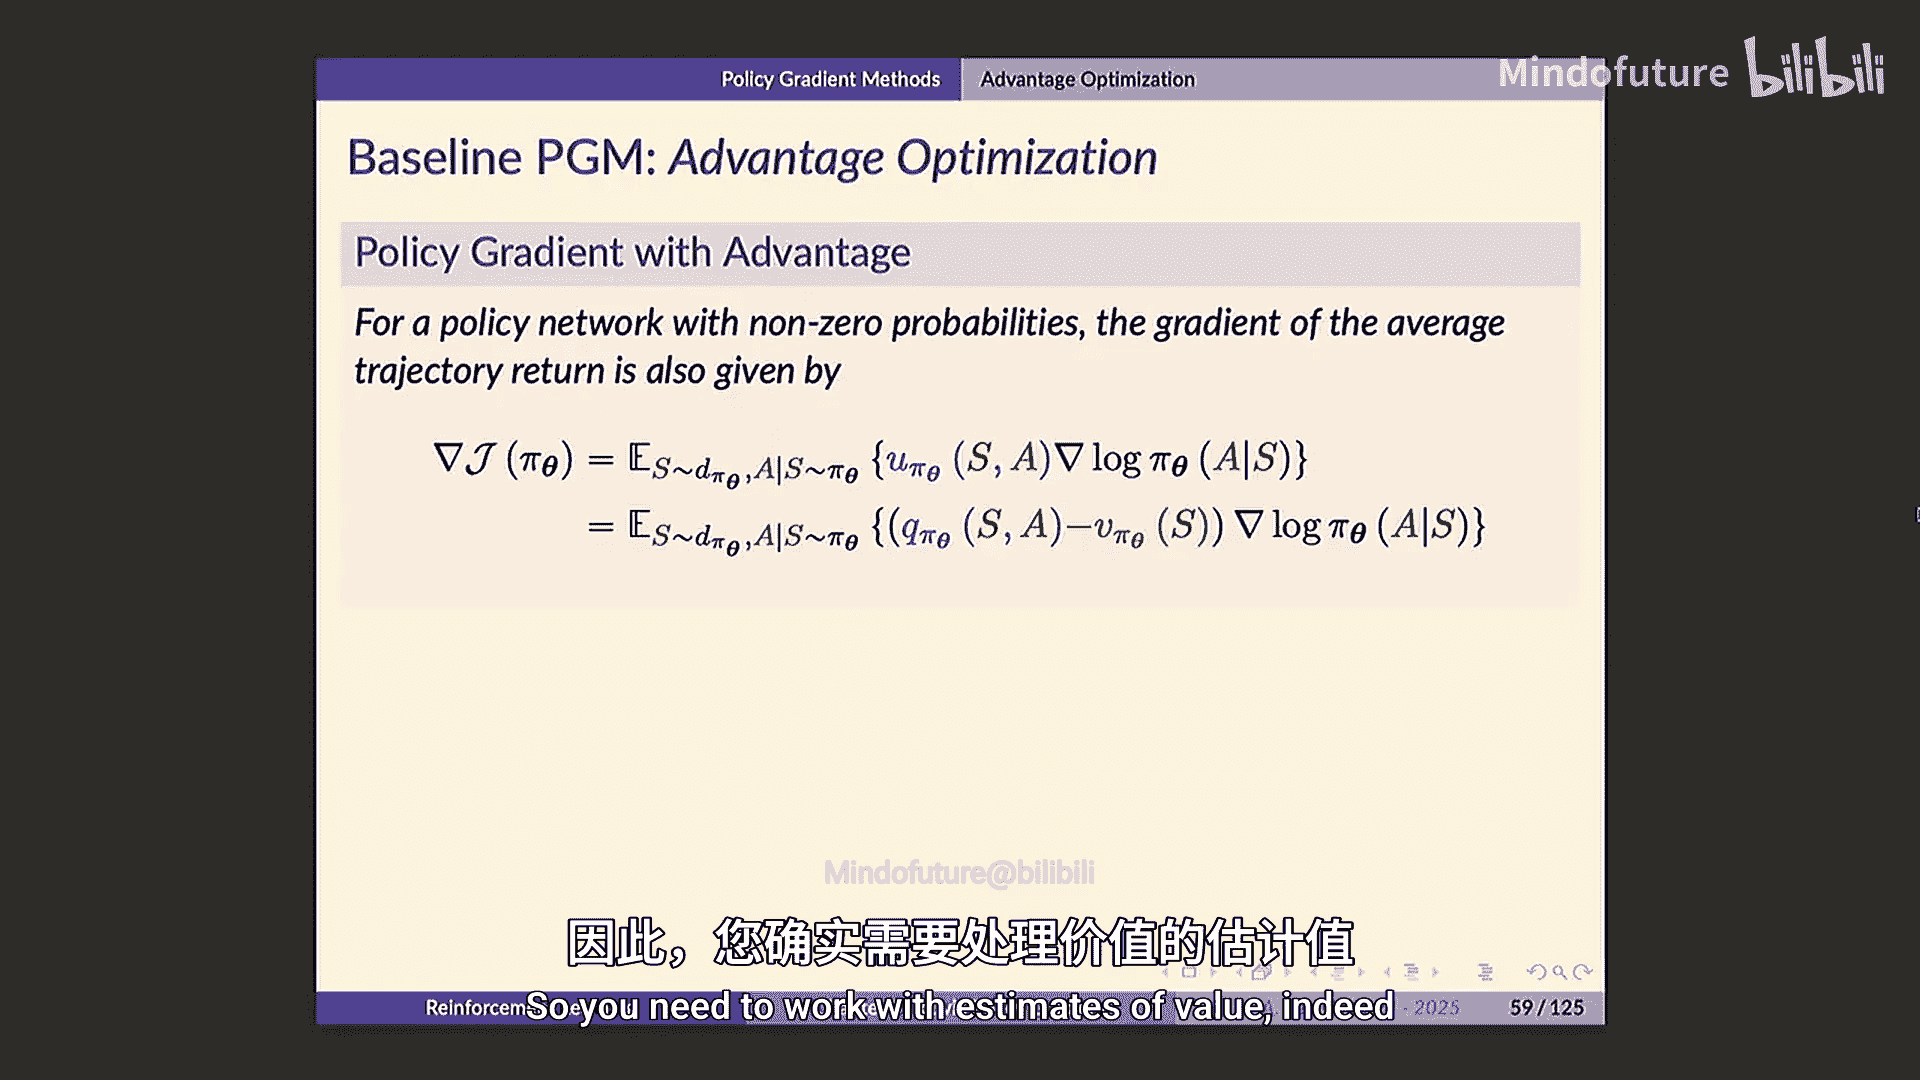 Policy Gradient Methods Advantage Optimization
Mindofuture bilibili
Baseline PGM: Advantage Optimization
Policy Gradient with Advantage
For a policy network with non-zero probabilities, the gradient of the average
trajectory return is also given by
∇𝒥 (π_θ) = 𝔼_{S∼d_{π_θ},A|S∼π_θ} {u_{π_θ} (S, A)∇ log π_θ (A|S)}
= 𝔼_{S∼d_{π_θ},A|S∼π_θ} {(q_{π_θ} (S, A)−v_{π_θ} (S)) ∇ log π_θ (A|S)}
Mindofuture@bilibili
因此，您确实需要处理价值的估计值
So you need to work with estimates of value, indeed
- 2025 59 / 125